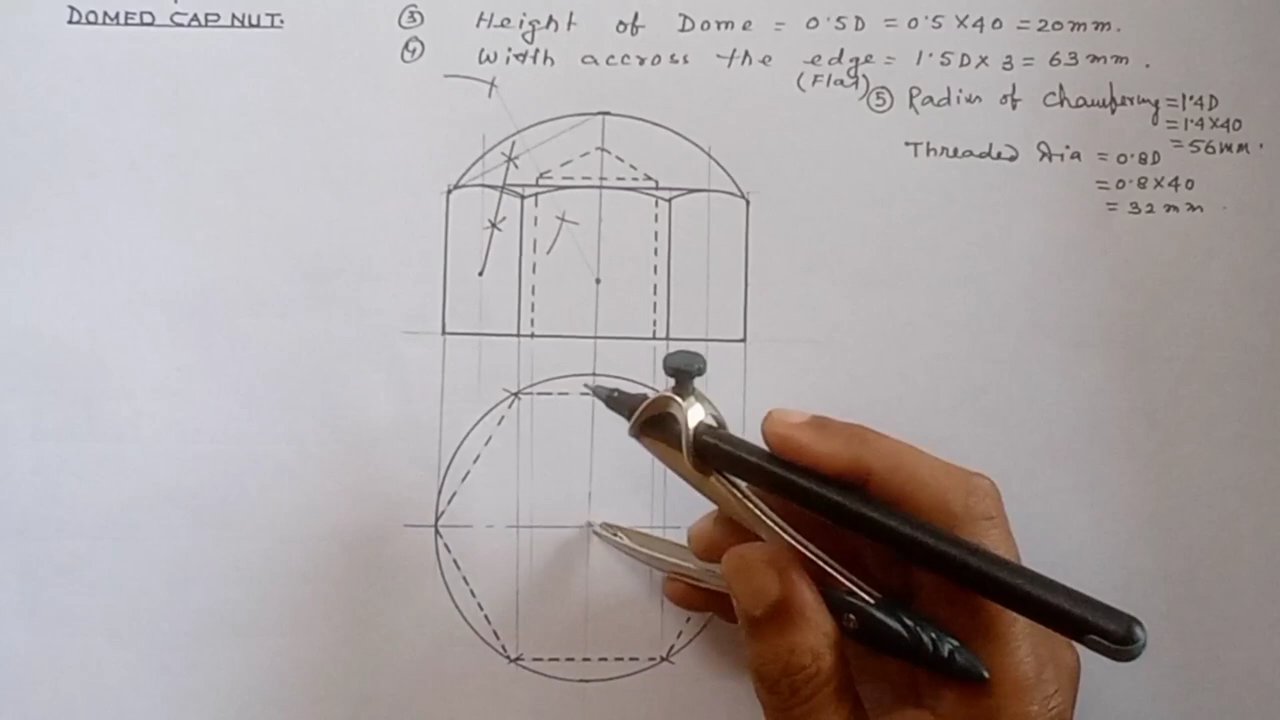 DOMED CAP NUT.
③ Height of Dome = 0.5D = 0.5 X 40 = 20mm.
④ Width accross the edge = 1.5D X 3 = 63mm.
(Flat)
⑤ Radius of Chamfering = 1.4D
= 1.4 X 40
= 56mm.
Threaded Dia = 0.8D
= 0.8 X 40
= 32 mm